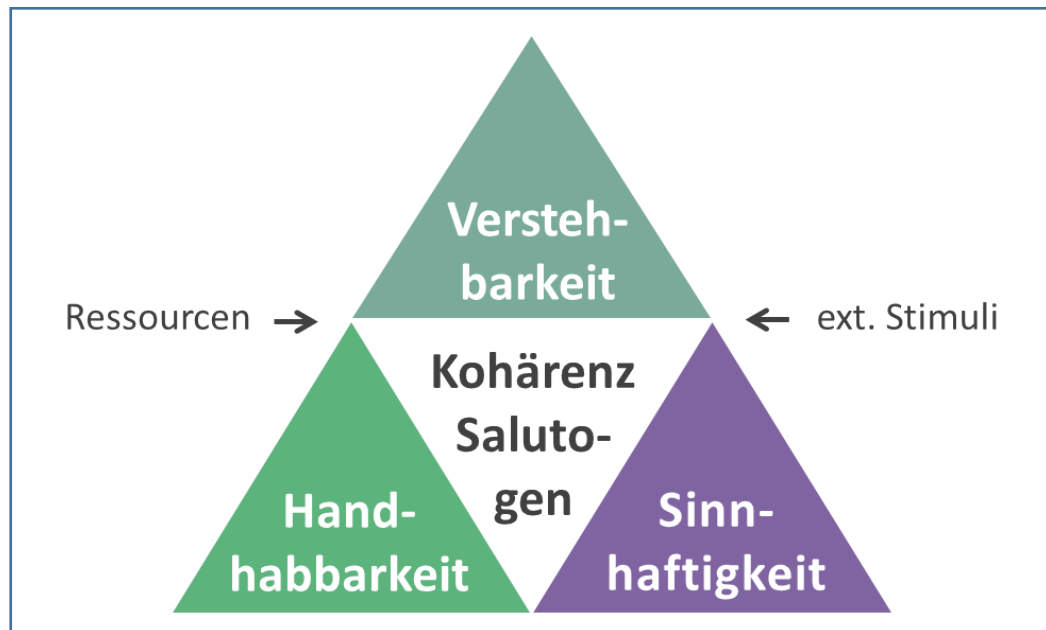 Versteh-
barkeit
Ressourcen
ext. Stimuli
Kohärenz
Saluto-
gen
Hand-
habbarkeit
Sinn-
haftigkeit